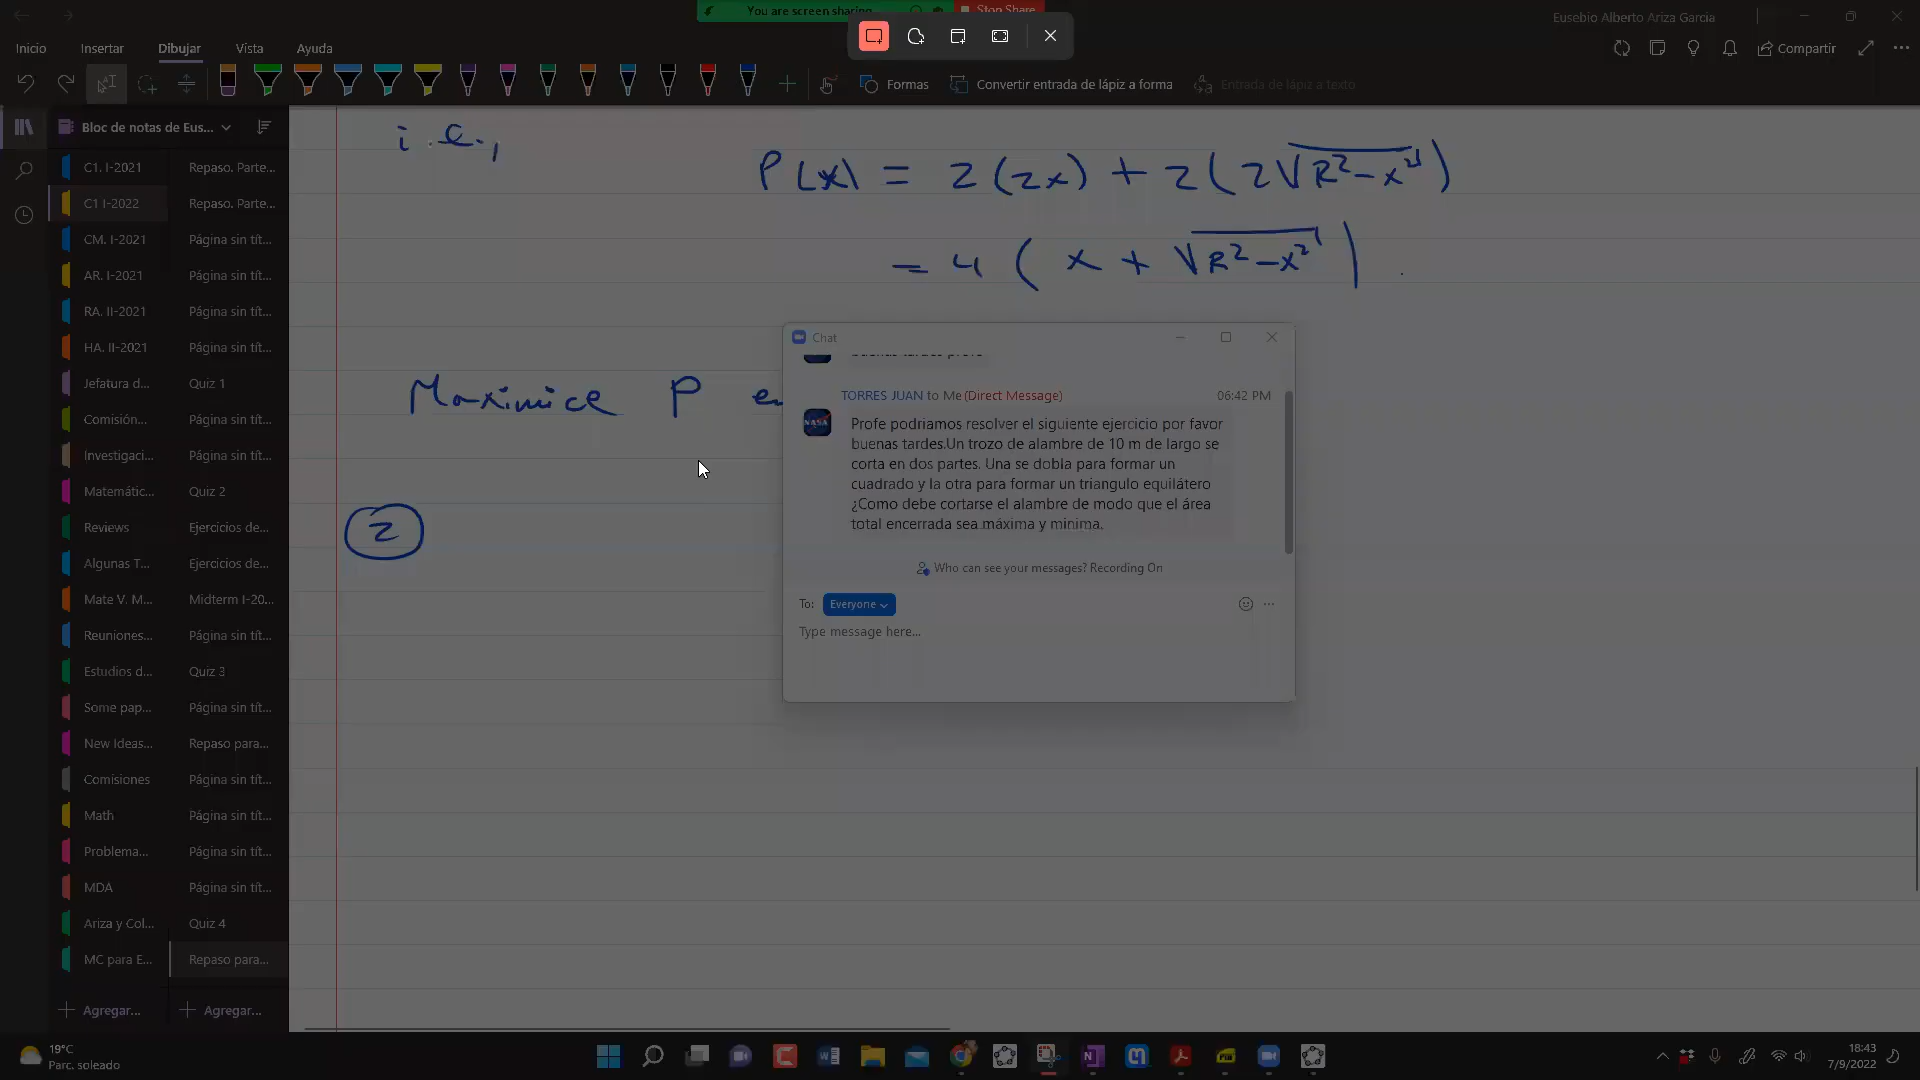 You are screen sharing
Stop Share
Eusebio Alberto Ariza Garcia
Inicio
Insertar
Dibujar
Vista
Ayuda
Compartir
Formas
Convertir entrada de lápiz a forma
Entrada de lápiz a texto
Bloc de notas de Eus...
C1. I-2021
C1 I-2022
CM. I-2021
AR. I-2021
RA. II-2021
HA. II-2021
Jefatura d...
Comisión...
Investigaci...
Matemátic...
Reviews
Algunas T...
Mate V. M...
Reuniones...
Estudios d...
Some pap...
New Ideas...
Comisiones
Math
Problema...
MDA
Ariza y Col...
MC para E...
Agregar...
Repaso. Parte...
Repaso. Parte...
Página sin tít...
Página sin tít...
Página sin tít...
Página sin tít...
Quiz 1
Página sin tít...
Página sin tít...
Quiz 2
Ejercicios de...
Ejercicios de...
Midterm I-20...
Página sin tít...
Quiz 3
Página sin tít...
Repaso para...
Página sin tít...
Página sin tít...
Página sin tít...
Página sin tít...
Quiz 4
Repaso para...
Agregar...
i.e.,
P(x) = 2(2x) + 2(2√R²-x²)
= 4 ( x + √R²-x² ) .
Maximice P en
2
Chat
TORRES JUAN to Me (Direct Message) 06:42 PM
NASA
Profe podriamos resolver el siguiente ejercicio por favor
buenas tardes.Un trozo de alambre de 10 m de largo se
corta en dos partes. Una se dobla para formar un
cuadrado y la otra para formar un triangulo equilátero
¿Como debe cortarse el alambre de modo que el área
total encerrada sea máxima y minima.
Who can see your messages? Recording On
To: Everyone
Type message here...
19°C
Parc. soleado
18:43
7/9/2022